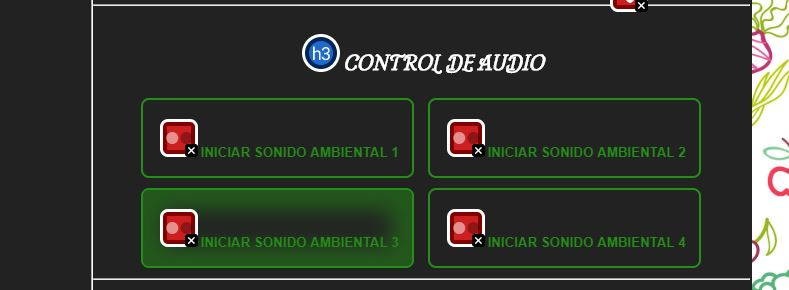 h3 CONTROL DE AUDIO
INICIAR SONIDO AMBIENTAL 1
INICIAR SONIDO AMBIENTAL 2
INICIAR SONIDO AMBIENTAL 3
INICIAR SONIDO AMBIENTAL 4